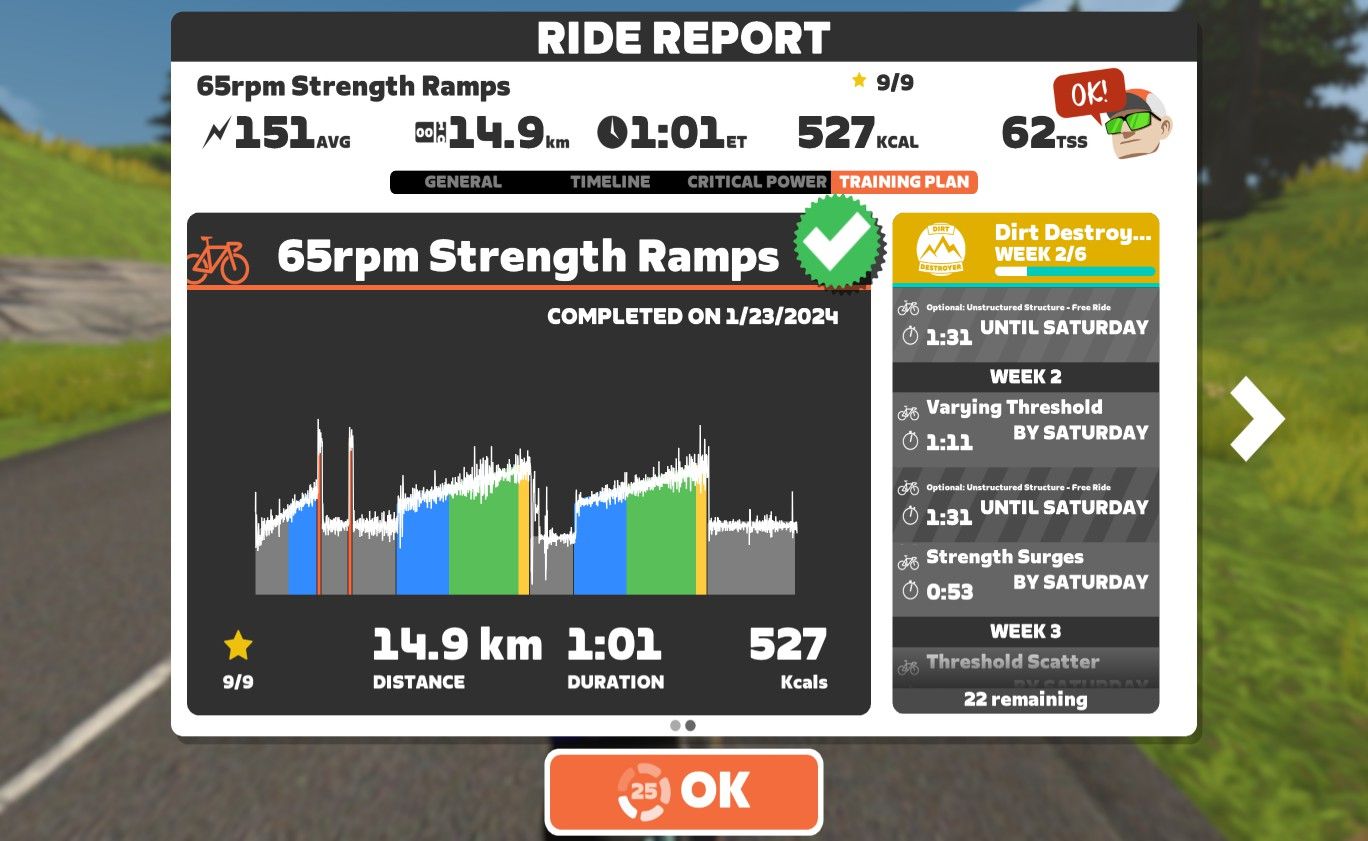 RIDE REPORT
65rpm Strength Ramps
9/9
OK!
151AVG
14.9km
1:01ET
527KCAL
62TSS
GENERAL
TIMELINE
CRITICAL POWER
TRAINING PLAN
65rpm Strength Ramps
COMPLETED ON 1/23/2024
9/9
14.9 km
DISTANCE
1:01
DURATION
527
Kcals
DIRT
DESTROYER
Dirt Destroy...
WEEK 2/6
Optional: Unstructured Structure - Free Ride
1:31 UNTIL SATURDAY
WEEK 2
Varying Threshold
1:11 BY SATURDAY
Optional: Unstructured Structure - Free Ride
1:31 UNTIL SATURDAY
Strength Surges
0:53 BY SATURDAY
WEEK 3
Threshold Scatter
BY SATURDAY
22 remaining
25 OK